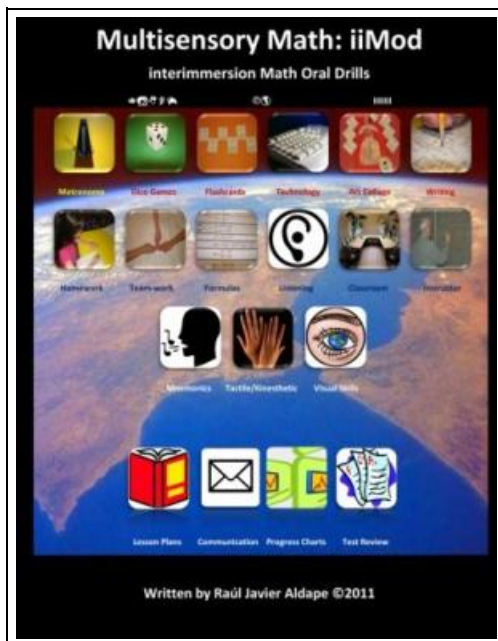 Multisensory Math: iiMod
interimmersion Math Oral Drills
Metronome Dice Games Flashcards Technology Art Collage Writing
Homework Team-work Formulas Listening Classroom Instructor
Mnemonics Tactile/Kinesthetic Visual Skills
Lesson Plans Communication Progress Charts Test Review
Written by Raúl Javier Aldape ©2011